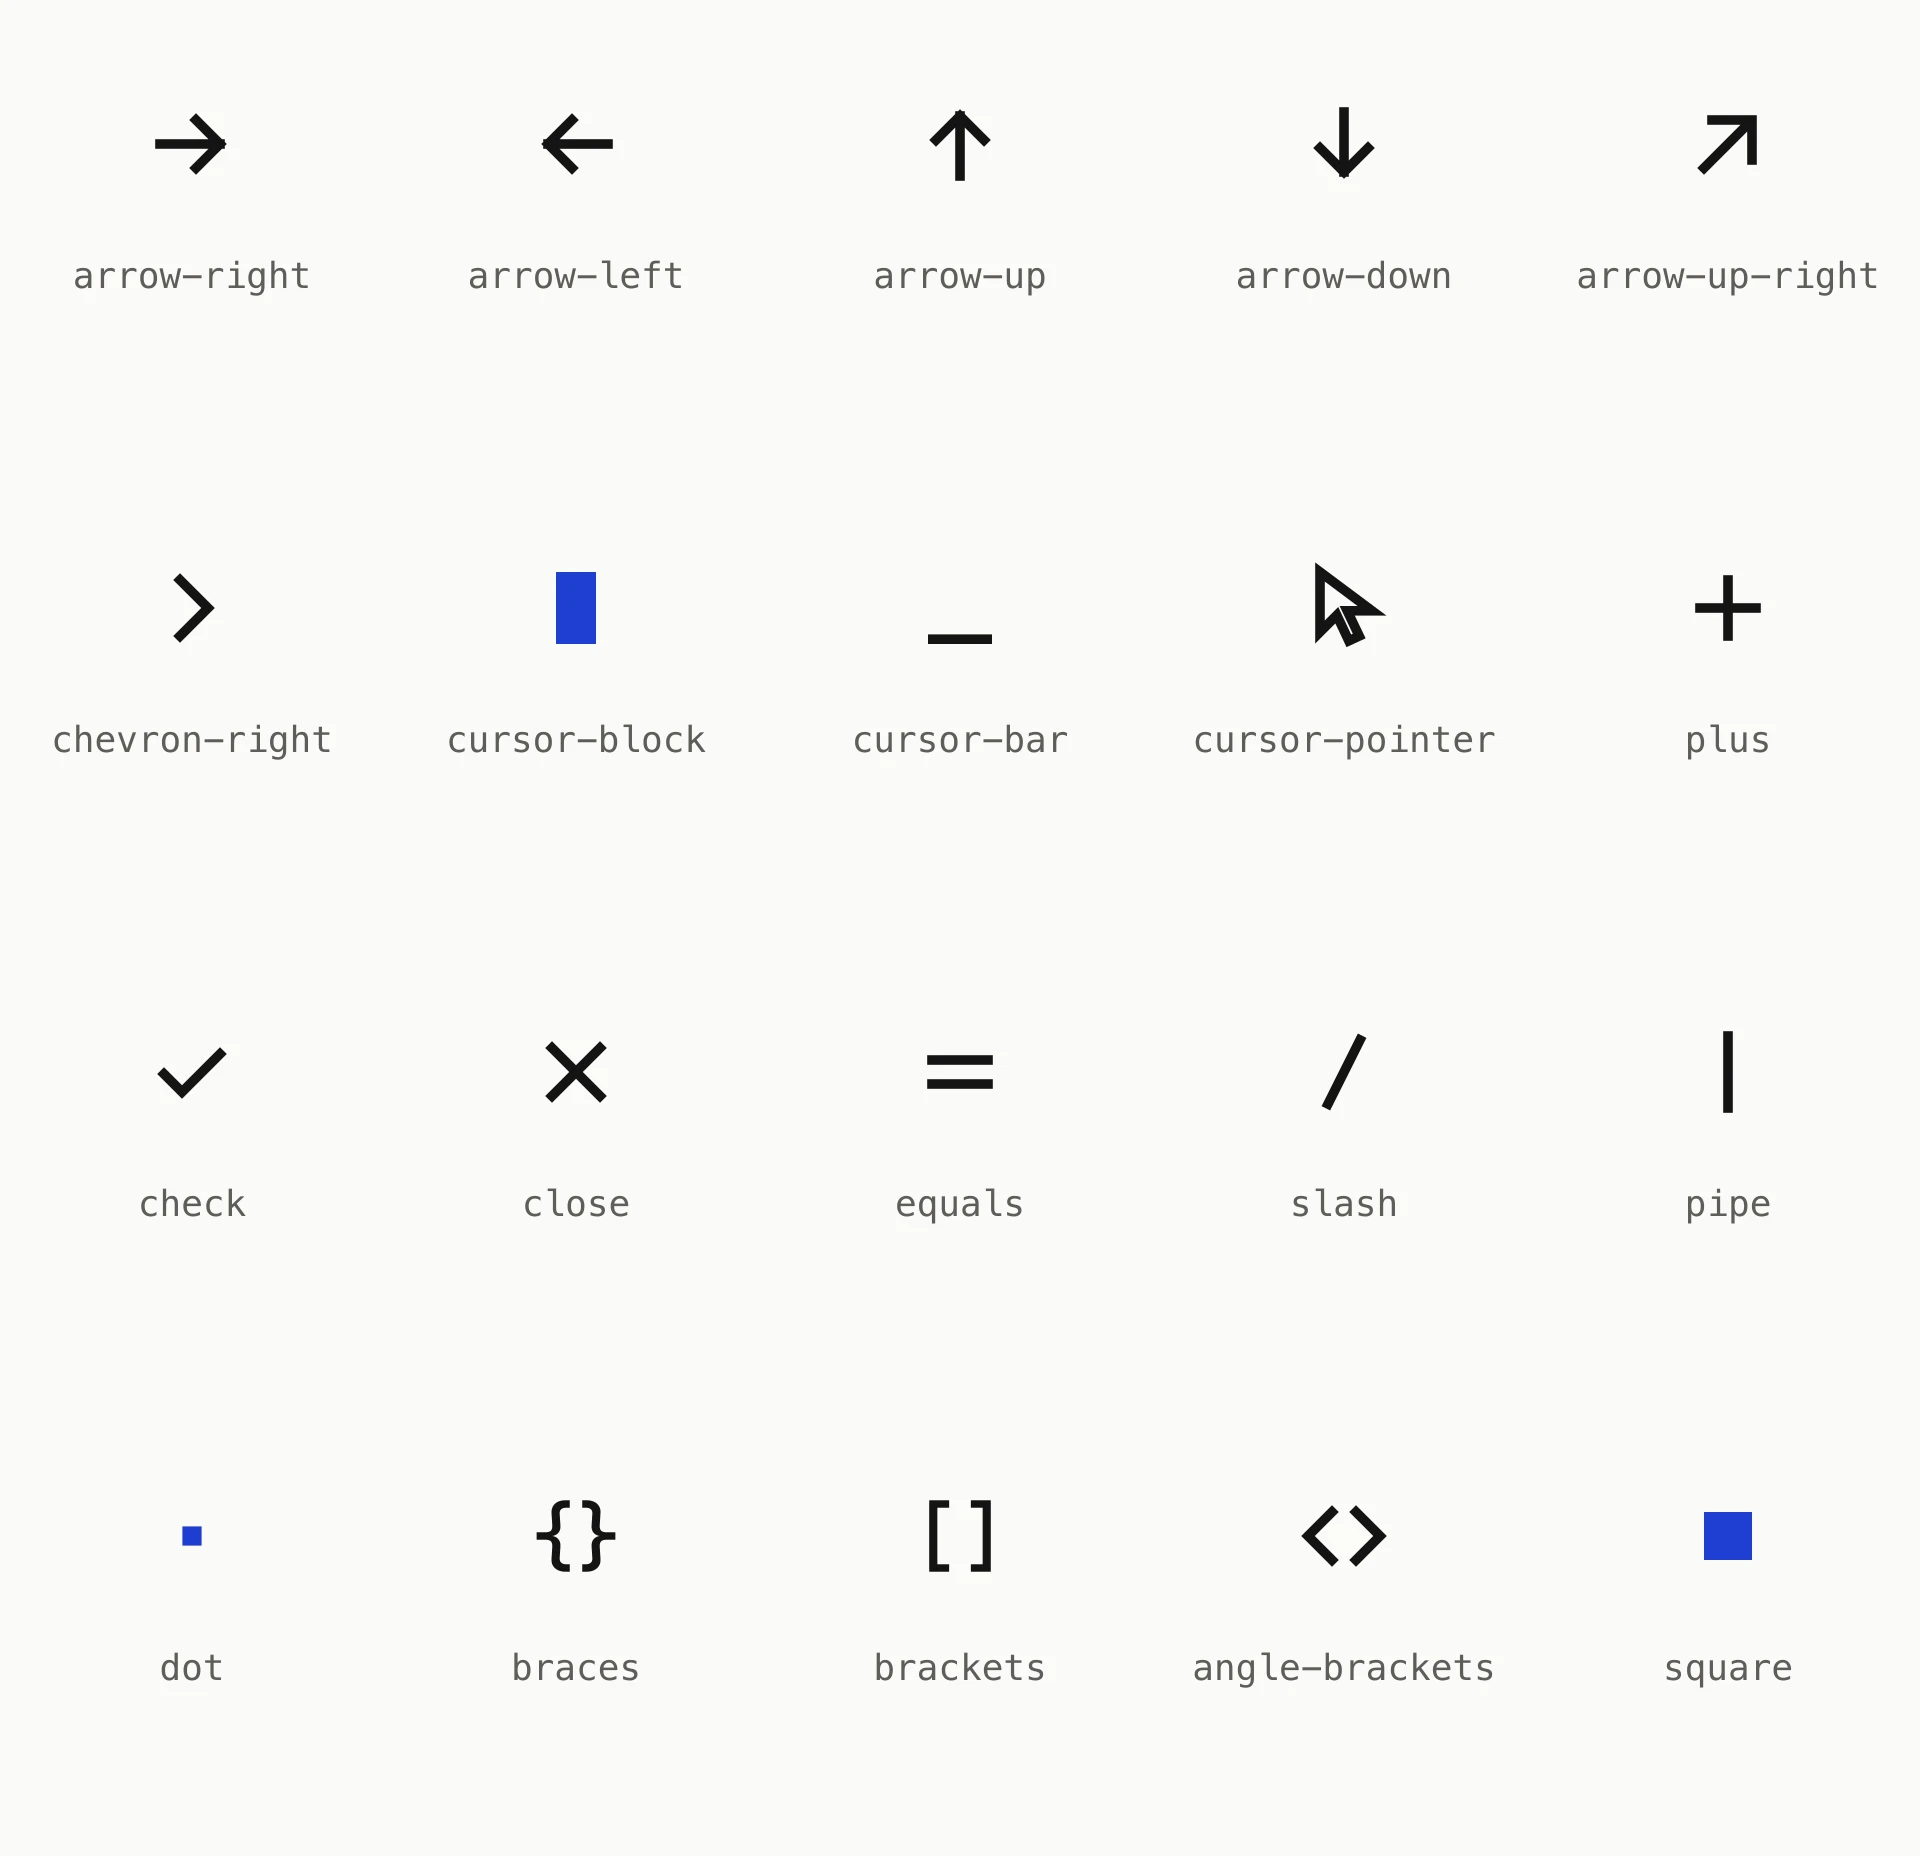 arrow-right arrow-left arrow-up arrow-down arrow-up-right
chevron-right cursor-block cursor-bar cursor-pointer plus
check close equals slash pipe
dot braces brackets angle-brackets square